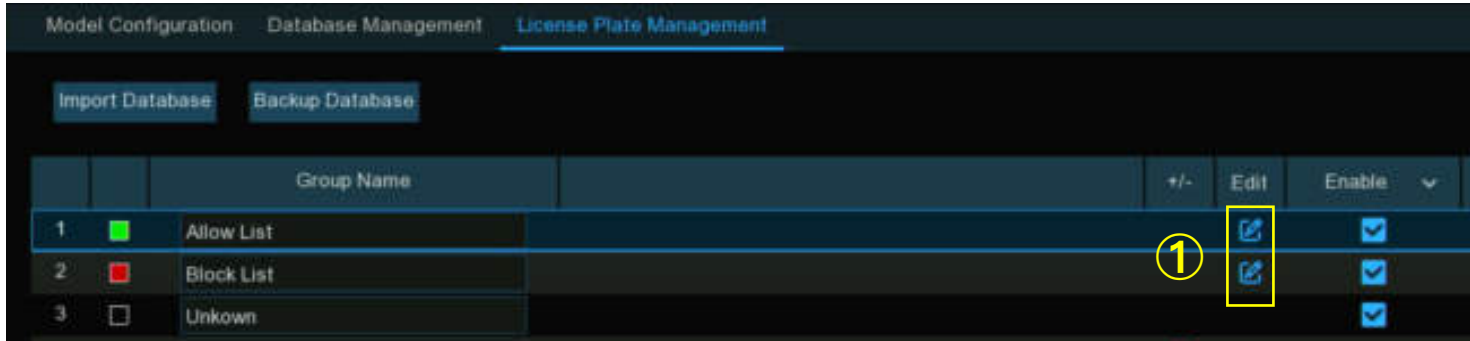 Model Configuration Database Management License Plate Management
Import Database Backup Database
Group Name +/- Edit Enable
1 Allow List
①
2 Block List
3 Unkown